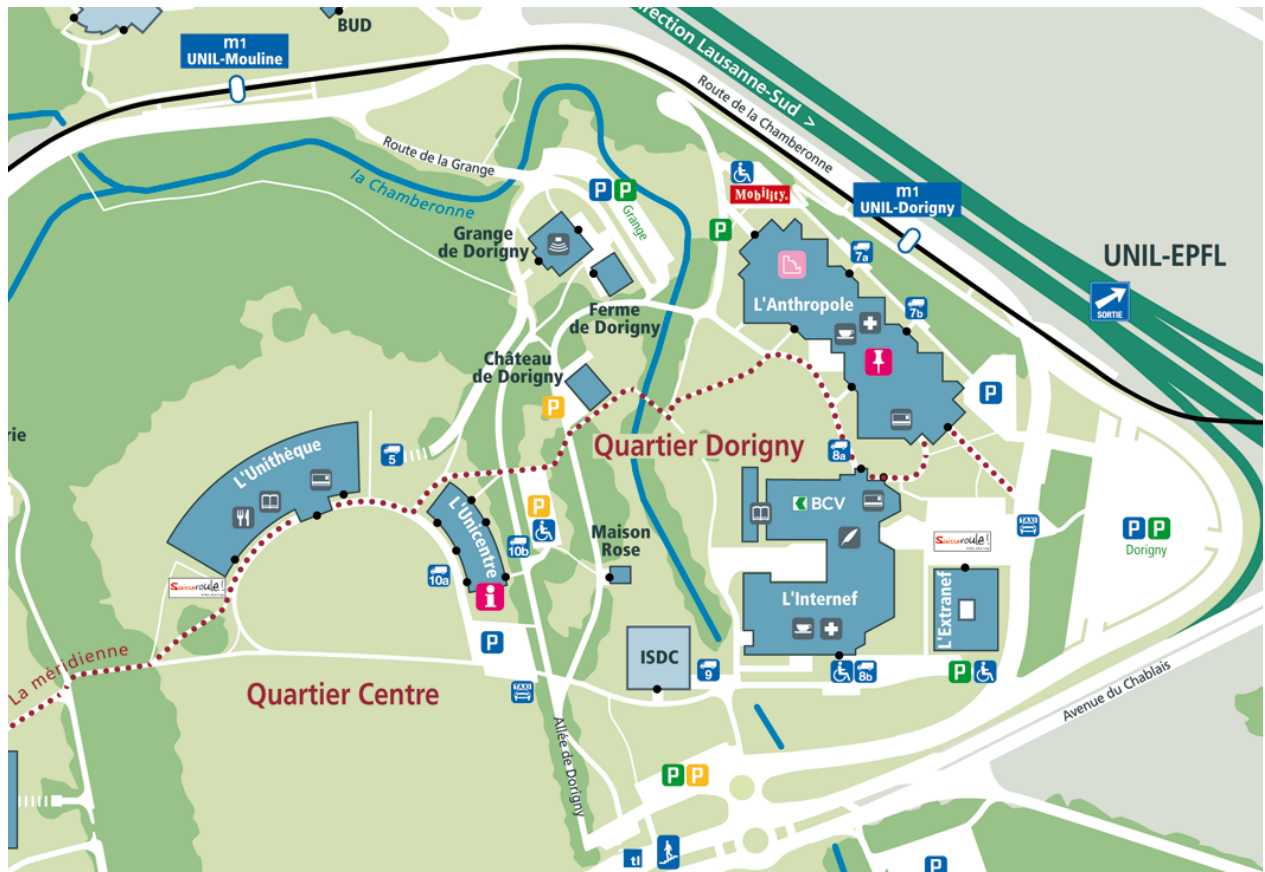 BUD
m1
UNIL-Mouline
Direction Lausanne-Sud >
Route de la Chamberonne
Route de la Grange
la Chamberonne
P P
Grange
Mobility.
P
m1
UNIL-Dorigny
UNIL-EPFL
SORTIE
Grange
de Dorigny
Ferme
de Dorigny
L'Anthropole
7a
7b
Château
de Dorigny
P
P
rie
Quartier Dorigny
L'Unithèque
5
8a
BCV
L'Unicentre
P
10b
10a
i
Maison
Rose
TAXI
P P
Dorigny
Suisseroule!
Suisseroule!
L'Internef
L'Extranef
P
ISDC
9
8b
P
La méridienne
Quartier Centre
TAXI
Allée de Dorigny
Avenue du Chablais
P P
tl
P